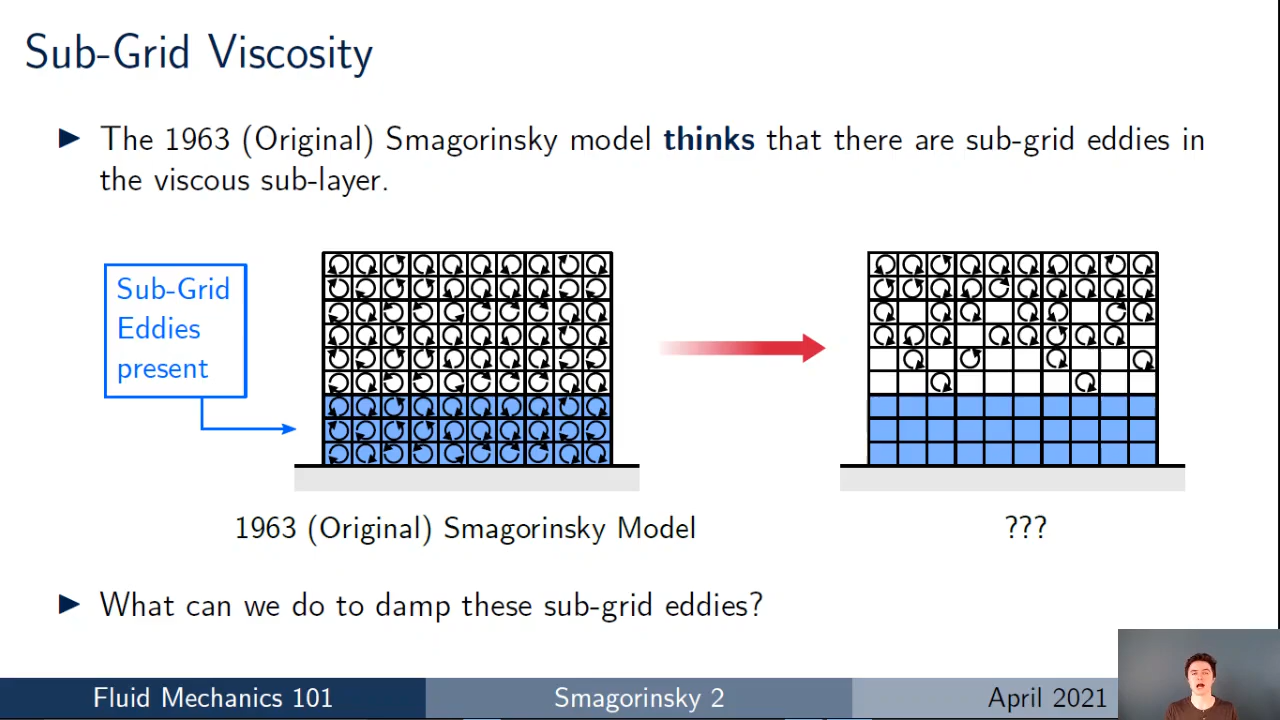 Sub-Grid Viscosity
The 1963 (Original) Smagorinsky model thinks that there are sub-grid eddies in
the viscous sub-layer.
Sub-Grid
Eddies
present
1963 (Original) Smagorinsky Model
???
What can we do to damp these sub-grid eddies?
Fluid Mechanics 101
Smagorinsky 2
April 2021